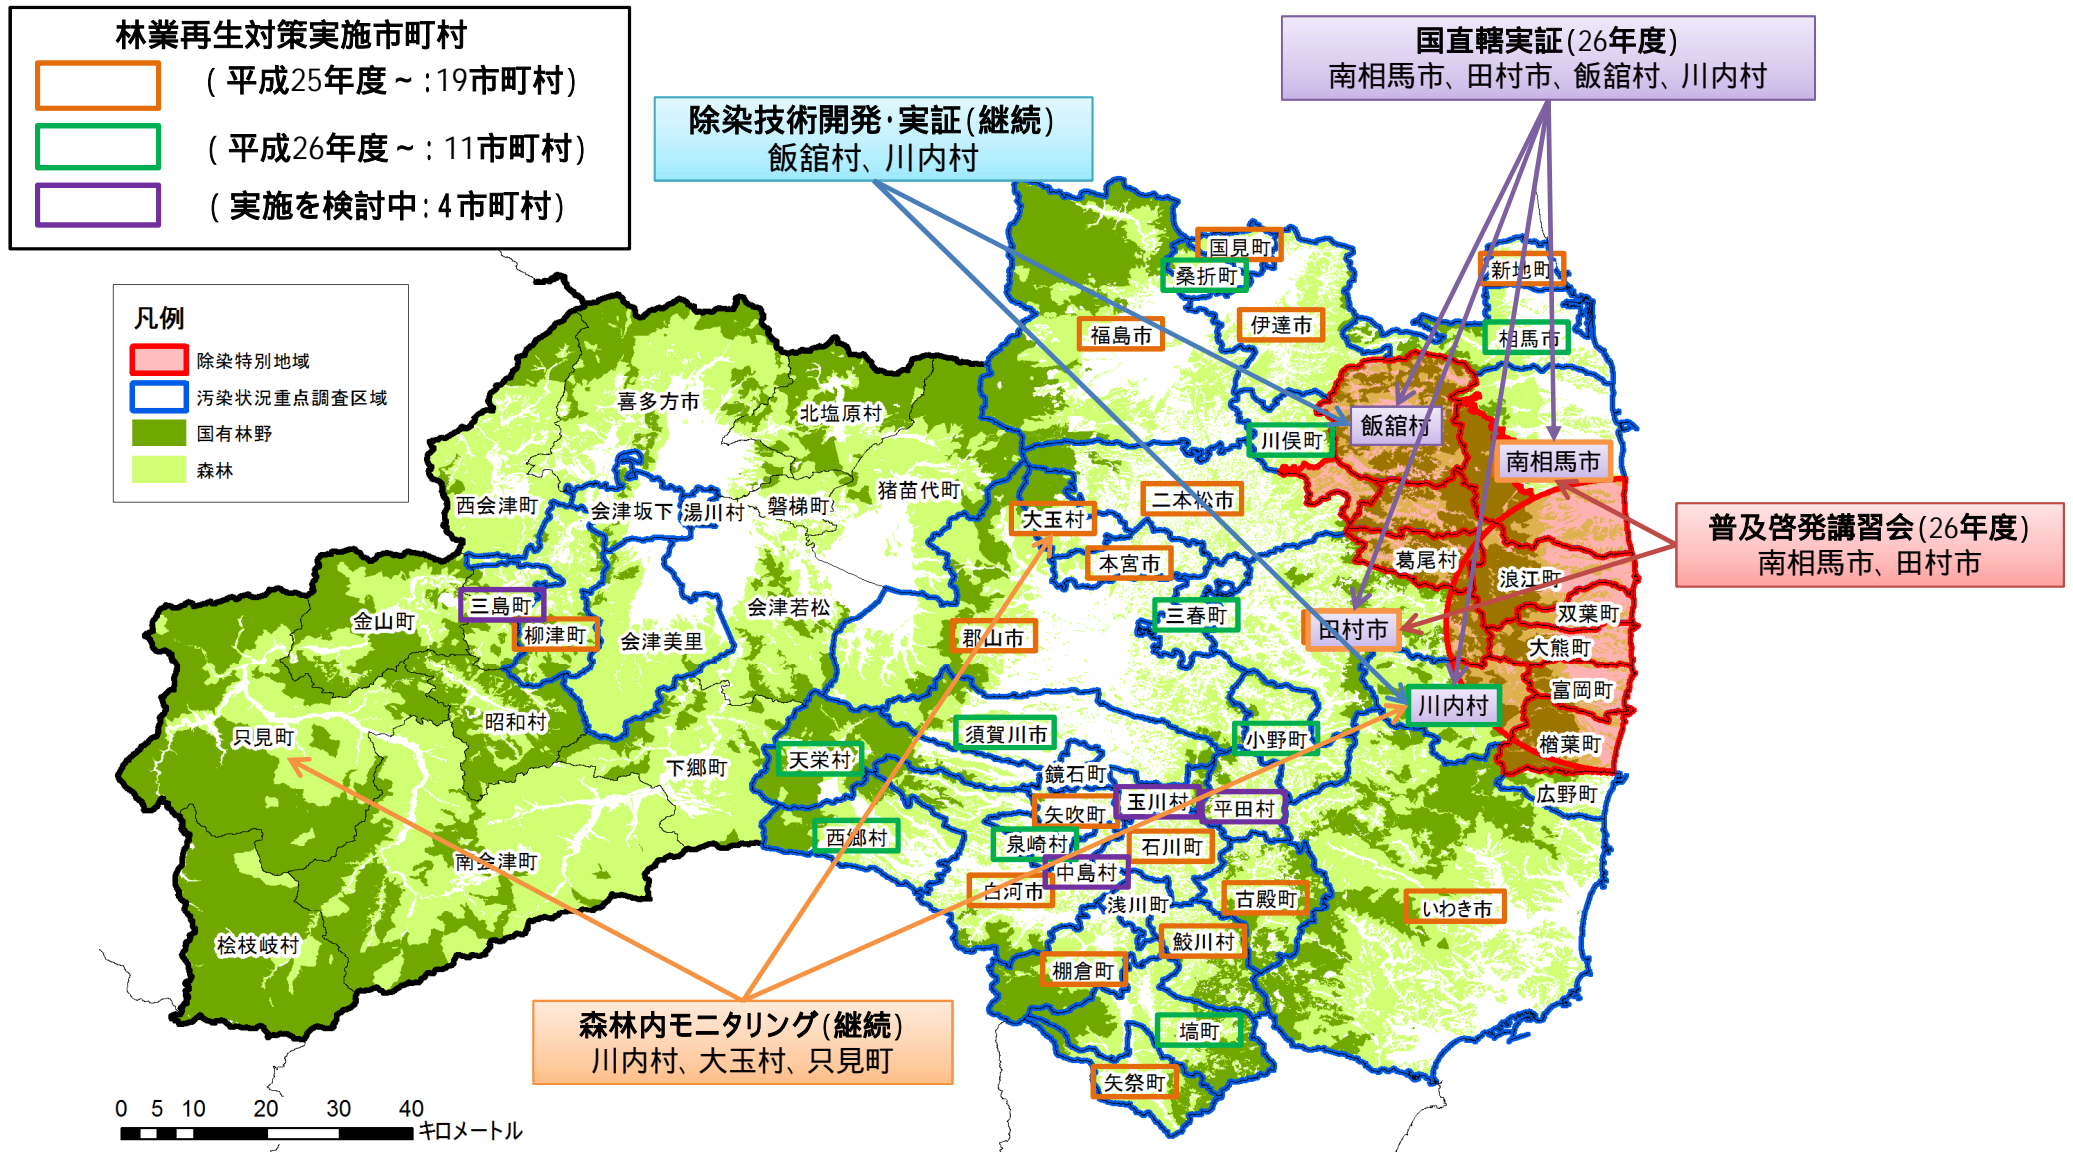 林業再生対策実施市町村
(平成25年度~:19市町村)
(平成26年度~:11市町村)
(実施を検討中:4市町村)
国直轄実証(26年度)
南相馬市、田村市、飯舘村、川内村
除染技術開発・実証(継続)
飯舘村、川内村
凡例
除染特別地域
汚染状況重点調査区域
国有林野
森林
国見町
桑折町
新地町
福島市
伊達市
相馬市
喜多方市
北塩原村
飯舘村
川俣町
南相馬市
猪苗代町
二本松市
西会津町
会津坂下
湯川村
磐梯町
大玉村
普及啓発講習会(26年度)
南相馬市、田村市
本宮市
葛尾村
浪江町
三島町
会津若松
三春町
双葉町
金山町
柳津町
会津美里
郡山市
田村市
大熊町
富岡町
川内村
昭和村
只見町
須賀川市
小野町
楢葉町
下郷町
天栄村
鏡石町
広野町
玉川村
平田村
矢吹町
西郷村
泉崎村
石川町
南会津町
中島村
白河市
浅川町
古殿町
いわき市
桧枝岐村
鮫川村
棚倉町
森林内モニタリング(継続)
川内村、大玉村、只見町
塙町
矢祭町
0 5 10 20 30 40
キロメートル